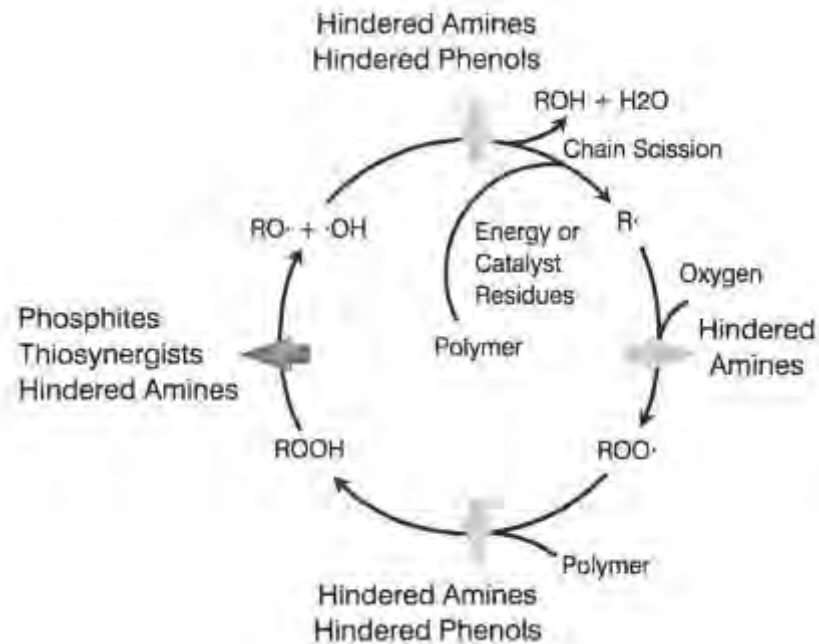 Hindered Amines
Hindered Phenols
ROH + H2O
Chain Scission
RO· + ·OH
R·
Energy or
Catalyst
Residues
Oxygen
Phosphites
Thiosynergists
Hindered Amines
Polymer
Hindered
Amines
ROOH
ROO·
Polymer
Hindered Amines
Hindered Phenols